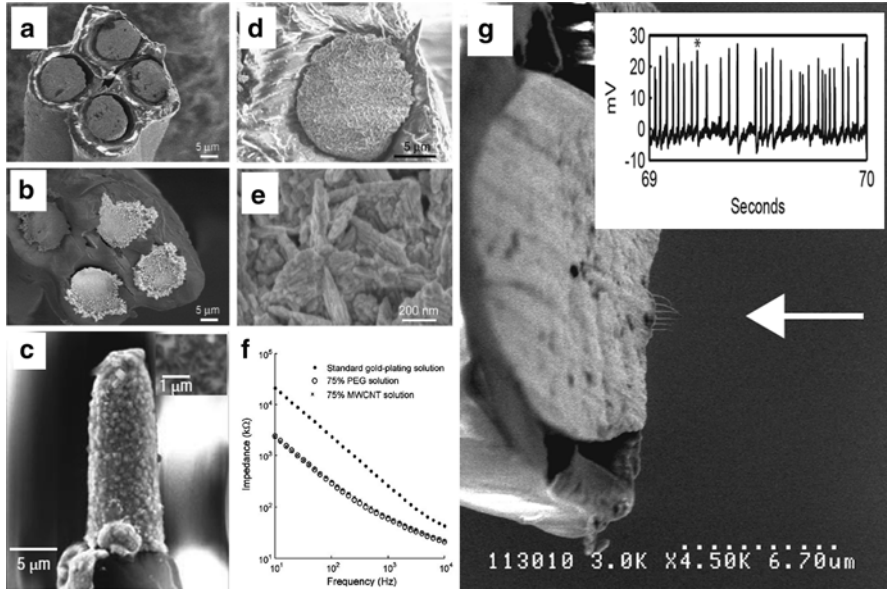 a
5 µm
b
5 µm
c
1 µm
5 µm
d
5 µm
e
200 nm
f
Impedance (kΩ)
10⁵
10⁴
10³
10²
10¹
10¹
10²
10³
10⁴
Frequency (Hz)
Standard gold-plating solution
75% PEG solution
75% MWCNT solution
g
mV
30
20
10
0
-10
*
69
70
Seconds
113010 3.0K X4.50K 6.70um